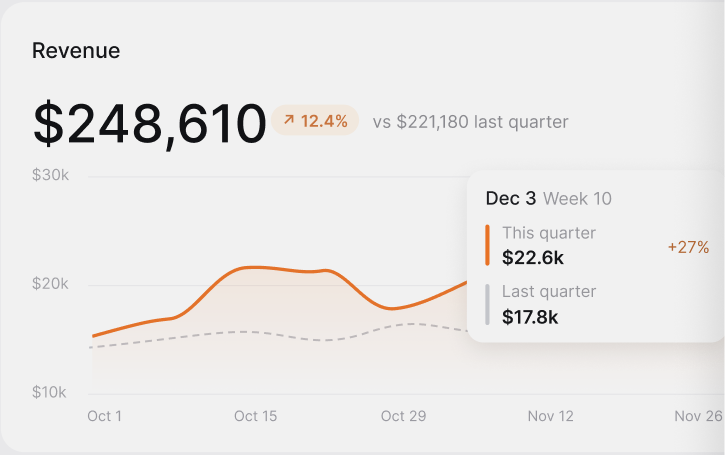 Revenue
$248,610 ↗ 12.4% vs $221,180 last quarter
$30k
Dec 3 Week 10
This quarter
$22.6k
+27%
Last quarter
$17.8k
$20k
$10k
Oct 1 Oct 15 Oct 29 Nov 12 Nov 26